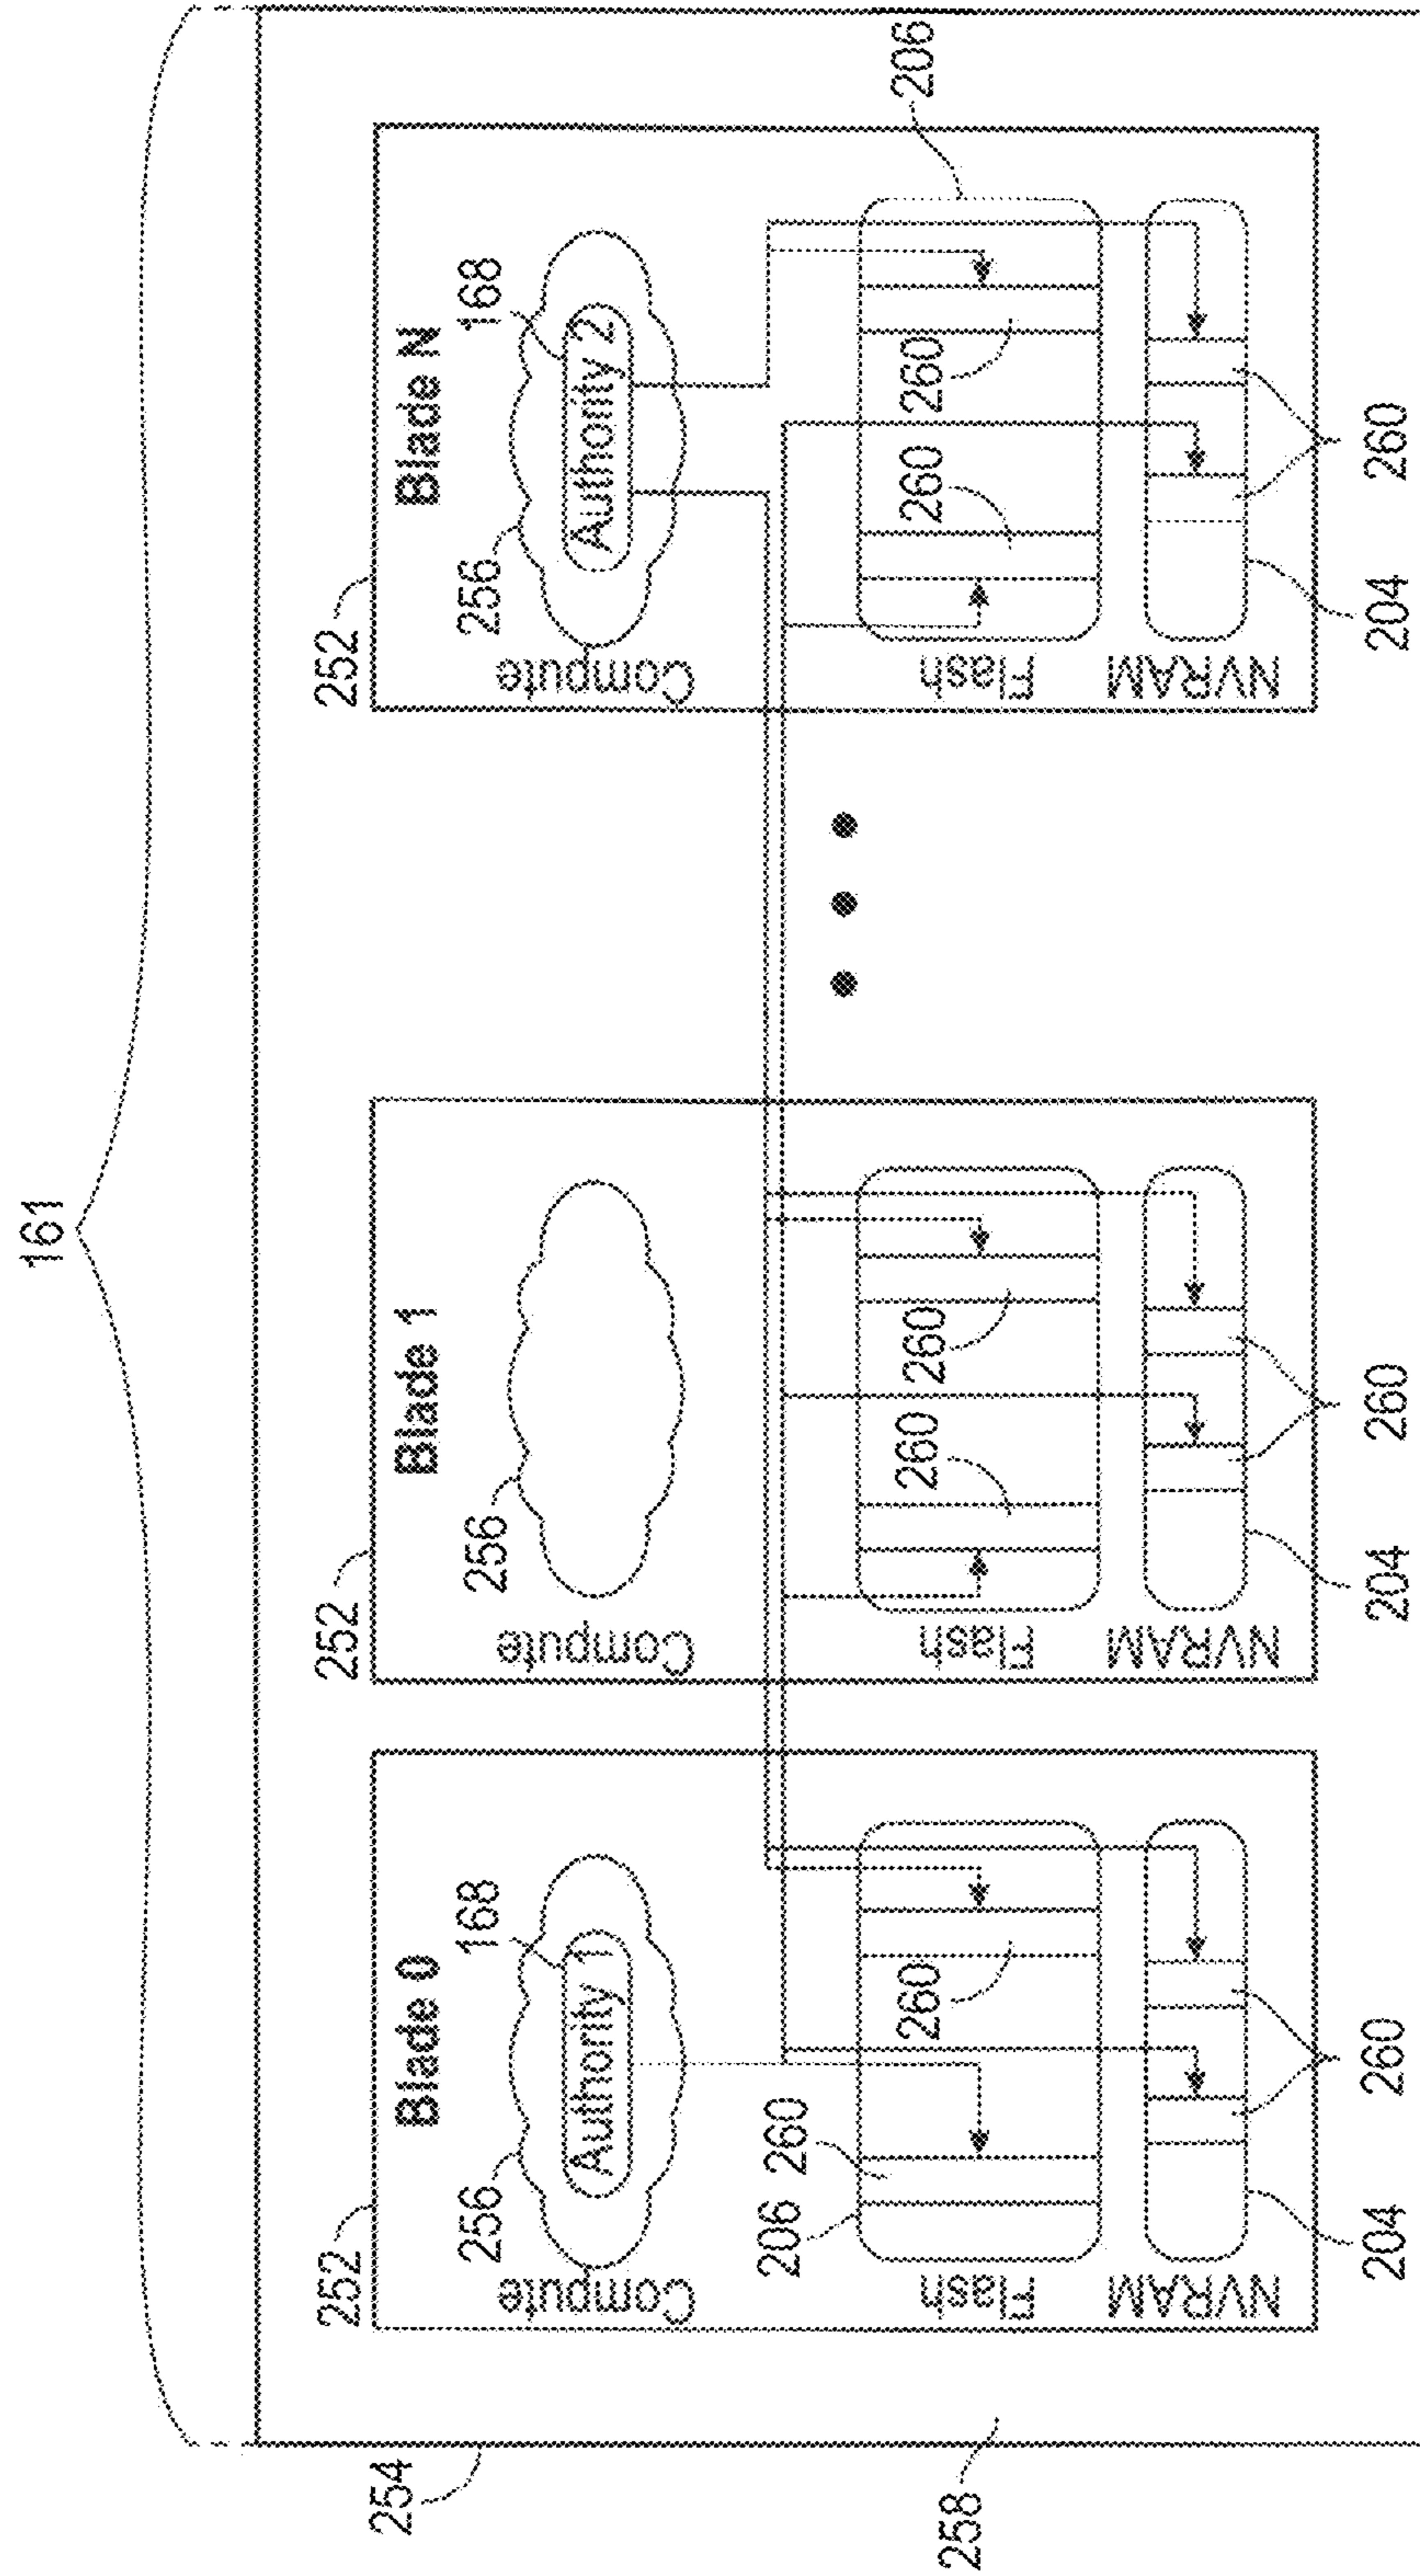 161
254
258
252
Blade 0
256
168
Compute
Authority 1
206
260
260
Flash
NVRAM
204
260
252
Blade 1
256
Compute
260
260
Flash
NVRAM
204
260
252
Blade N
256
168
Compute
Authority 2
206
260
260
Flash
NVRAM
204
260